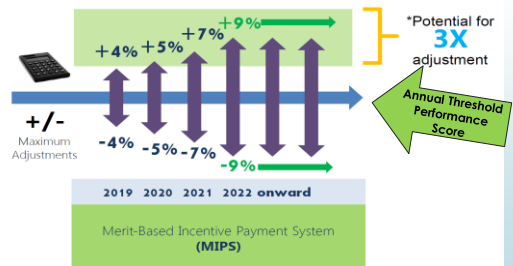 *Potential for
3X
adjustment
+9%
+7%
+5%
+4%
Annual Threshold
Performance
Score
+/-
Maximum
Adjustments
-4%
-5%
-7%
-9%
2019 2020 2021 2022 onward
Merit-Based Incentive Payment System
(MIPS)